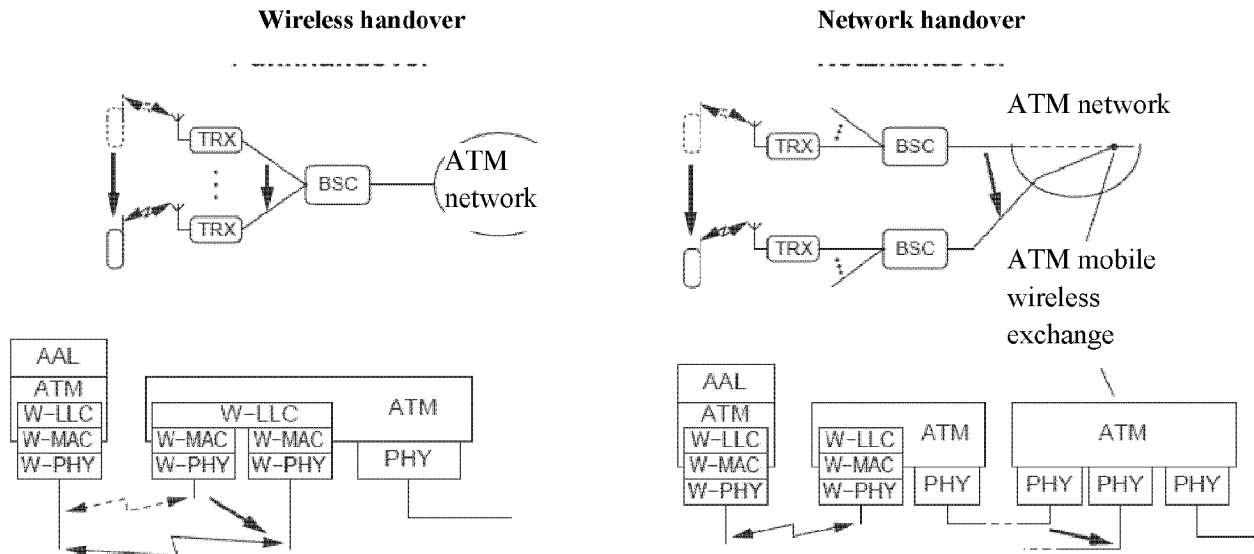 Wireless handover
TRX
TRX
BSC
ATM
network
AAL
ATM
W-LLC
W-MAC
W-PHY
W-LLC
W-MAC
W-MAC
W-PHY
W-PHY
ATM
PHY
Network handover
ATM network
TRX
BSC
TRX
BSC
ATM mobile
wireless
exchange
AAL
ATM
W-LLC
W-MAC
W-PHY
W-LLC
W-MAC
W-PHY
ATM
PHY
ATM
PHY
PHY
PHY